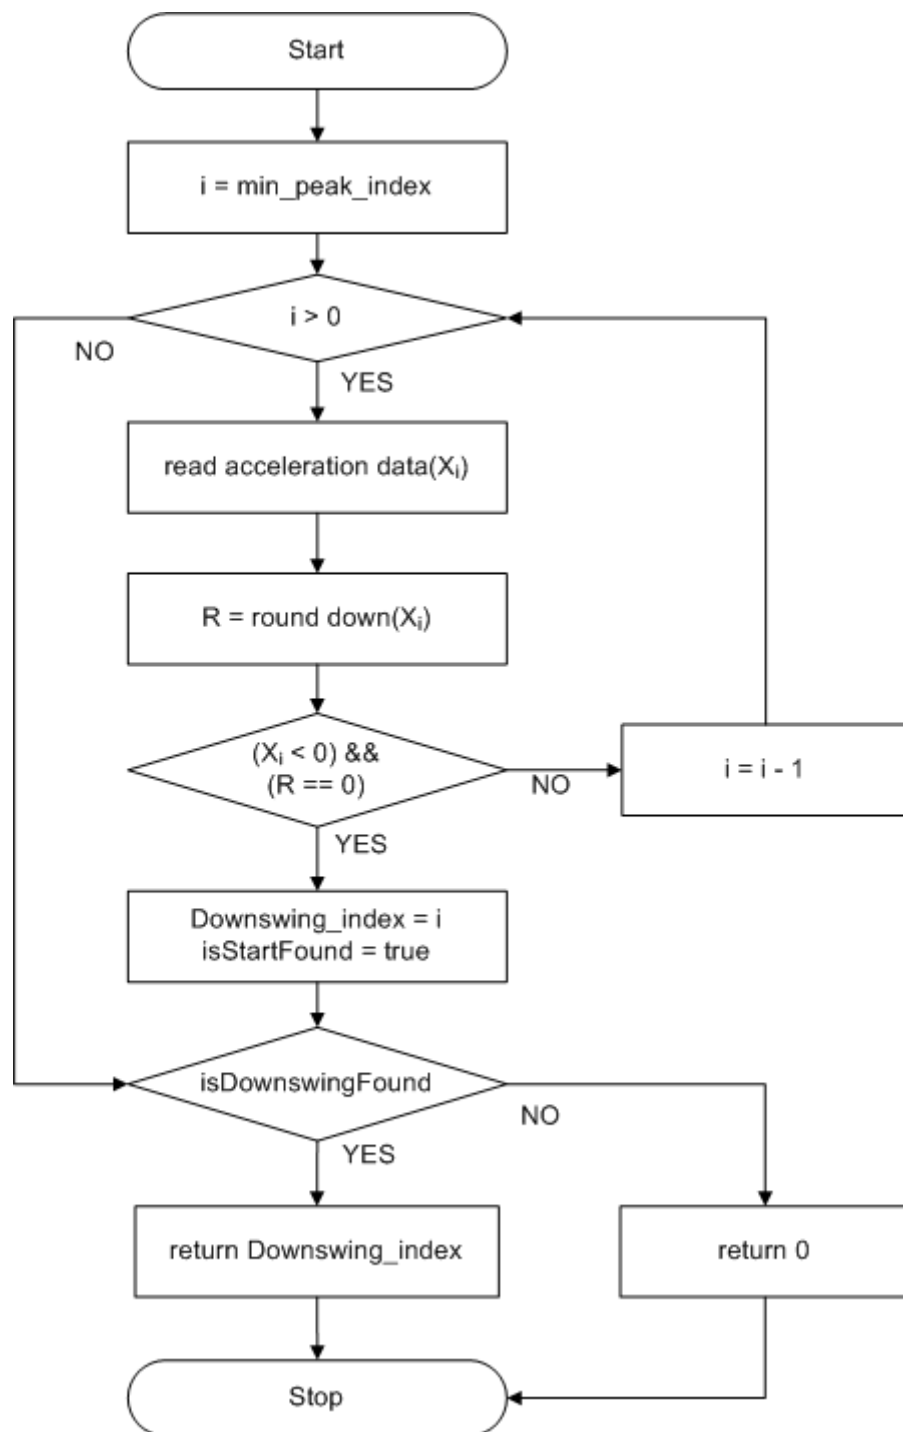 Start
i = min_peak_index
i > 0
NO
YES
read acceleration data(Xᵢ)
R = round down(Xᵢ)
(Xᵢ < 0) &&
(R == 0)
NO
i = i - 1
YES
Downswing_index = i
isStartFound = true
isDownswingFound
NO
YES
return Downswing_index
return 0
Stop